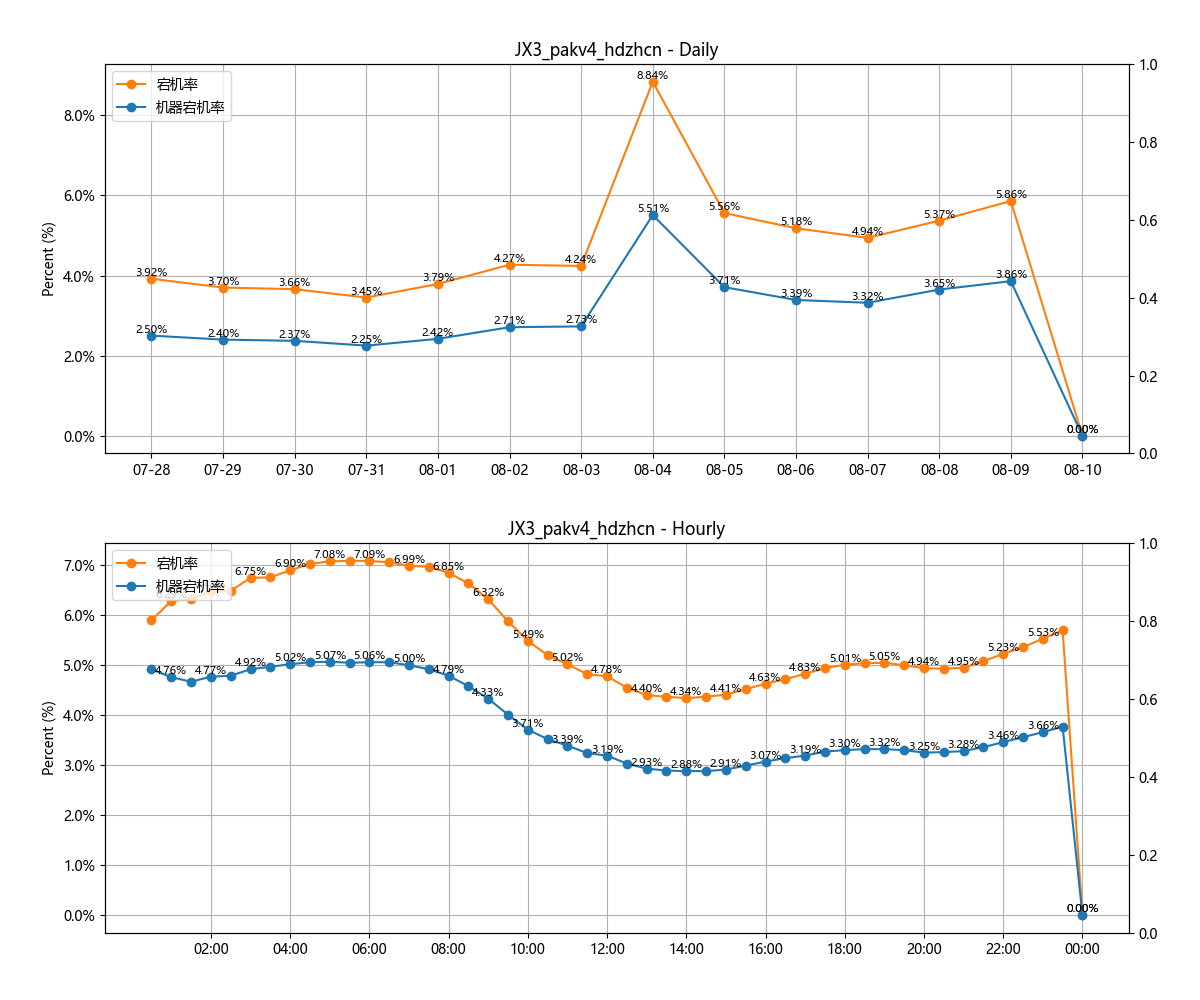 JX3_pakv4_hdzhcn - Daily
宕机率
机器宕机率
Percent (%)
8.0%
6.0%
4.0%
2.0%
0.0%
1.0
0.8
0.6
0.4
0.2
0.0
3.92% 3.70% 3.66% 3.45% 3.79% 4.27% 4.24% 8.84% 5.56% 5.18% 4.94% 5.37% 5.86% 0.00%
2.50% 2.40% 2.37% 2.25% 2.42% 2.71% 2.73% 5.51% 3.71% 3.39% 3.32% 3.65% 3.86% 0.00%
07-28 07-29 07-30 07-31 08-01 08-02 08-03 08-04 08-05 08-06 08-07 08-08 08-09 08-10
JX3_pakv4_hdzhcn - Hourly
宕机率
机器宕机率
Percent (%)
7.0%
6.0%
5.0%
4.0%
3.0%
2.0%
1.0%
0.0%
1.0
0.8
0.6
0.4
0.2
0.0
6.75% 6.90% 7.08% 7.09% 6.99% 6.85% 6.32% 5.49% 5.02% 4.78% 4.40% 4.34% 4.41% 4.63% 4.83% 5.01% 5.05% 4.94% 4.95% 5.23% 5.53% 0.00%
4.76% 4.77% 4.92% 5.02% 5.07% 5.06% 5.00% 4.79% 4.33% 3.71% 3.39% 3.19% 2.93% 2.88% 2.91% 3.07% 3.19% 3.30% 3.32% 3.25% 3.28% 3.46% 3.66% 0.00%
02:00 04:00 06:00 08:00 10:00 12:00 14:00 16:00 18:00 20:00 22:00 00:00